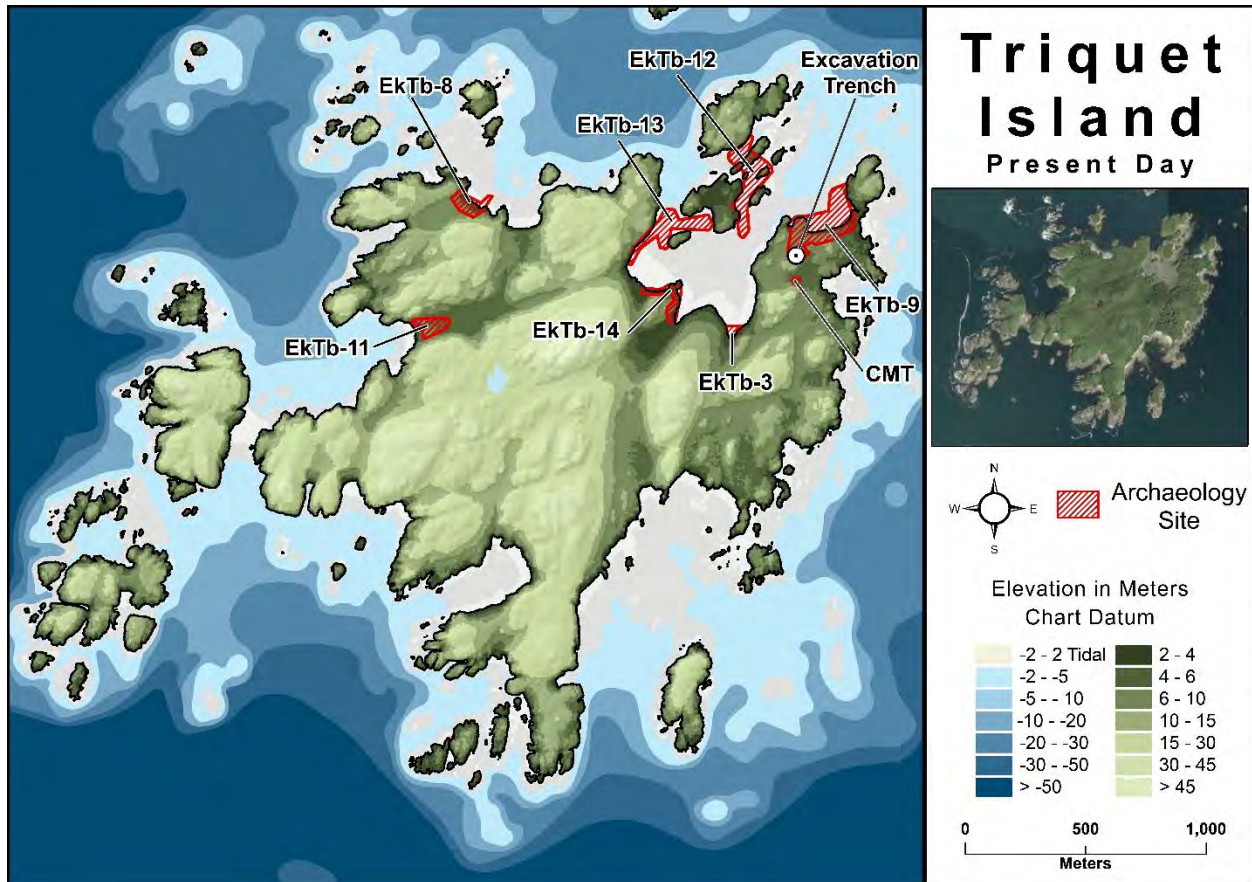 Triquet
Island
Present Day
EkTb-12
Excavation
Trench
EkTb-8
EkTb-13
EkTb-9
EkTb-14
EkTb-11
EkTb-3
CMT
N
W E
S
Archaeology
Site
Elevation in Meters
Chart Datum
-2 - 2 Tidal 2 - 4
-2 - -5 4 - 6
-5 - - 10 6 - 10
-10 - -20 10 - 15
-20 - -30 15 - 30
-30 - -50 30 - 45
> -50 > 45
0 500 1,000
Meters